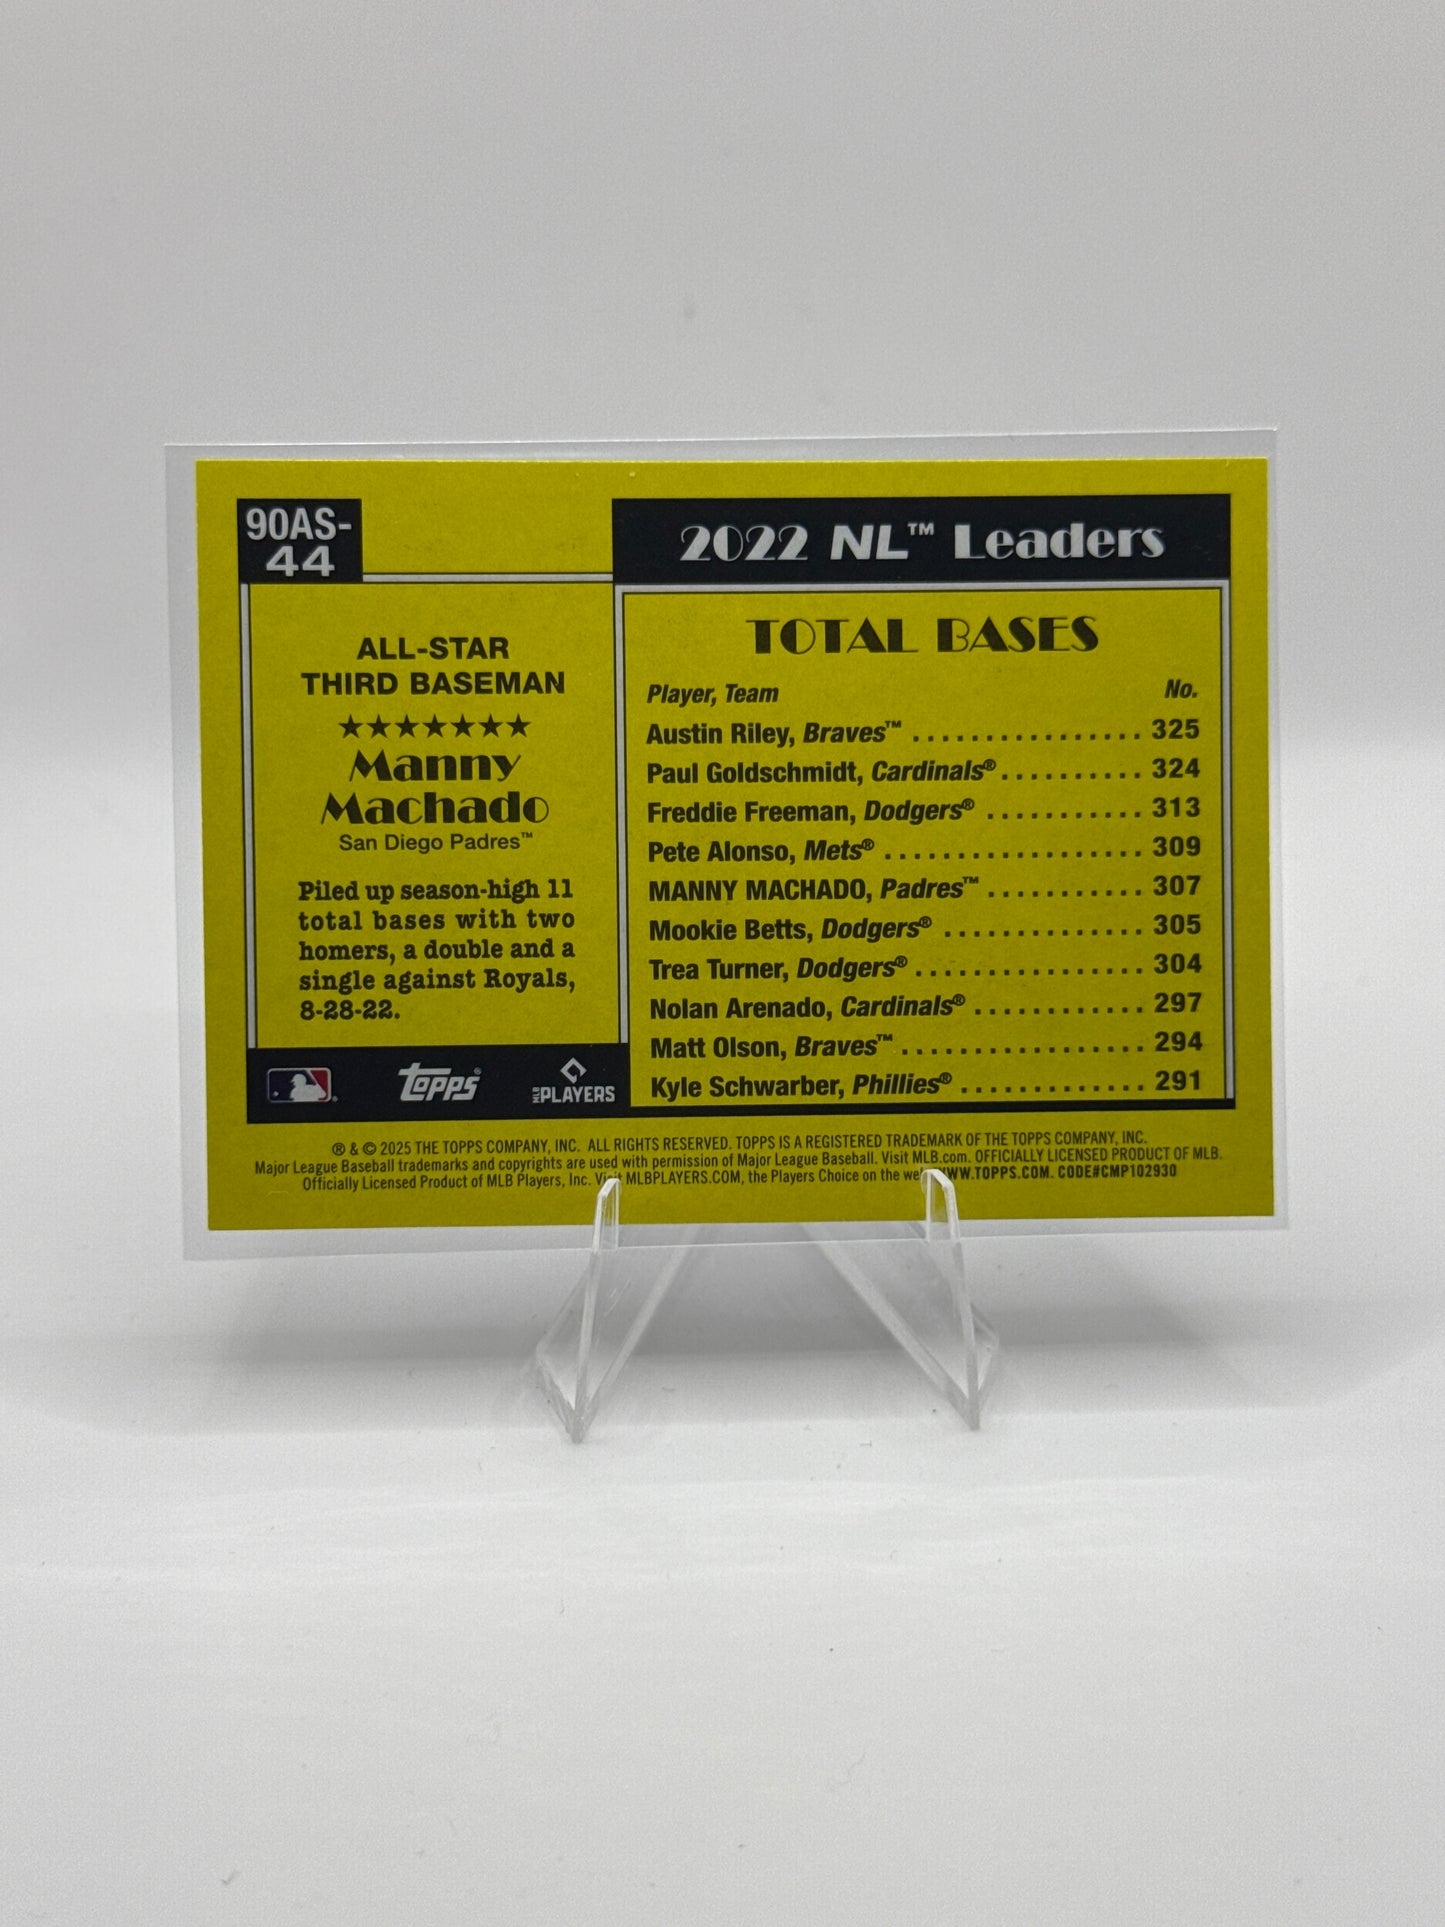 90AS-
44
ALL-STAR
THIRD BASEMAN
★★★★★★★
Manny
Machado
San Diego Padres™
Piled up season-high 11
total bases with two
homers, a double and a
single against Royals,
8-28-22.
Topps®
MLB PLAYERS
2022 NL™ Leaders
TOTAL BASES
Player, Team No.
Austin Riley, Braves™ ................ 325
Paul Goldschmidt, Cardinals® .......... 324
Freddie Freeman, Dodgers® ........... 313
Pete Alonso, Mets® .................. 309
MANNY MACHADO, Padres™ ........... 307
Mookie Betts, Dodgers® .............. 305
Trea Turner, Dodgers® ................ 304
Nolan Arenado, Cardinals® ............ 297
Matt Olson, Braves™ ................. 294
Kyle Schwarber, Phillies® ............. 291
® & © 2025 THE TOPPS COMPANY, INC. ALL RIGHTS RESERVED. TOPPS IS A REGISTERED TRADEMARK OF THE TOPPS COMPANY, INC.
Major League Baseball trademarks and copyrights are used with permission of Major League Baseball. Visit MLB.com. OFFICIALLY LICENSED PRODUCT OF MLB.
Officially Licensed Product of MLB Players, Inc. Visit MLBPLAYERS.COM, the Players Choice on the WWW.TOPPS.COM. CODE#CMP102930